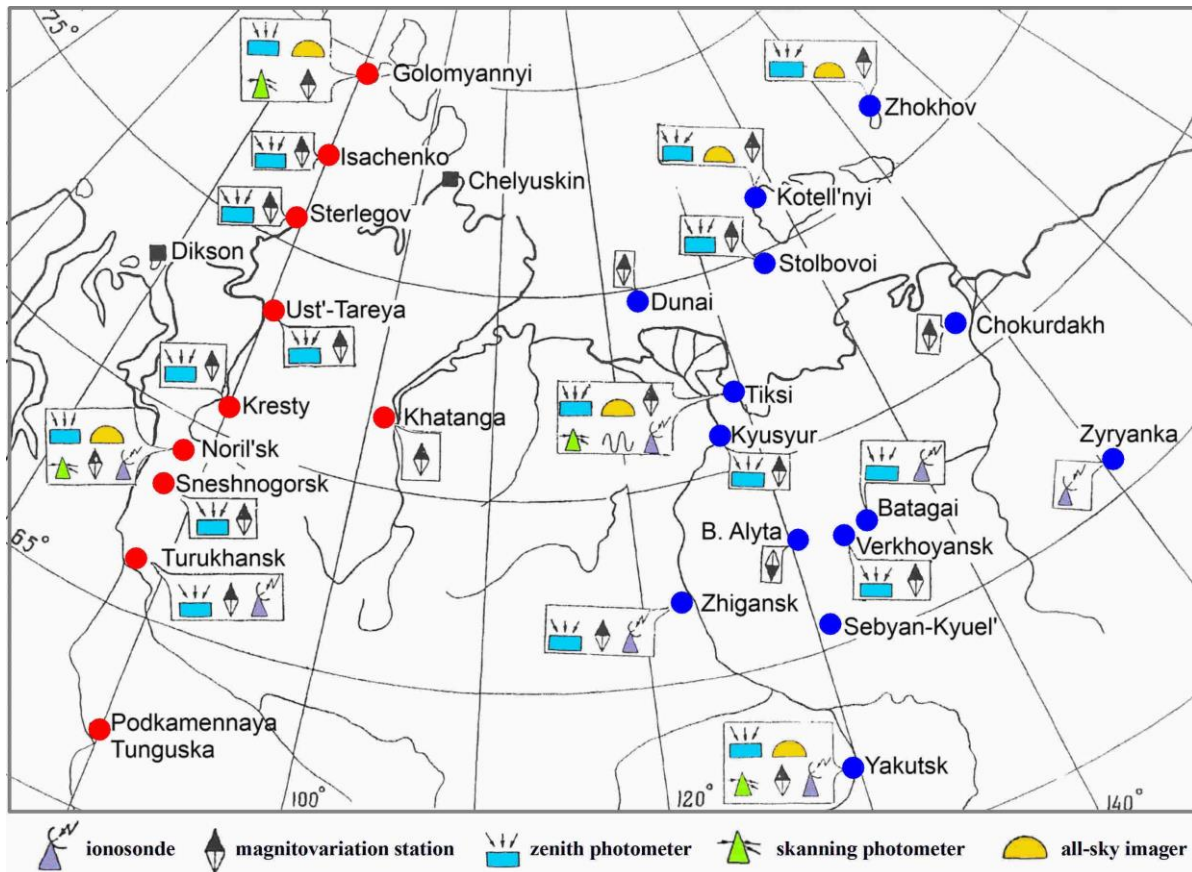 75°
Golomyannyi
Zhokhov
Isachenko
Chelyuskin
Kotell'nyi
Sterlegov
Dikson
Stolbovoi
Ust'-Tareya
Dunai
Chokurdakh
Kresty
Khatanga
Tiksi
Kyusyur
Zyryanka
Noril'sk
Sneshnogorsk
65°
Batagai
B. Alyta
Verkhoyansk
Turukhansk
Zhigansk
Sebyan-Kyuel'
Podkamennaya
Tunguska
Yakutsk
100°
120°
140°
ionosonde
magnitovariation station
zenith photometer
skanning photometer
all-sky imager